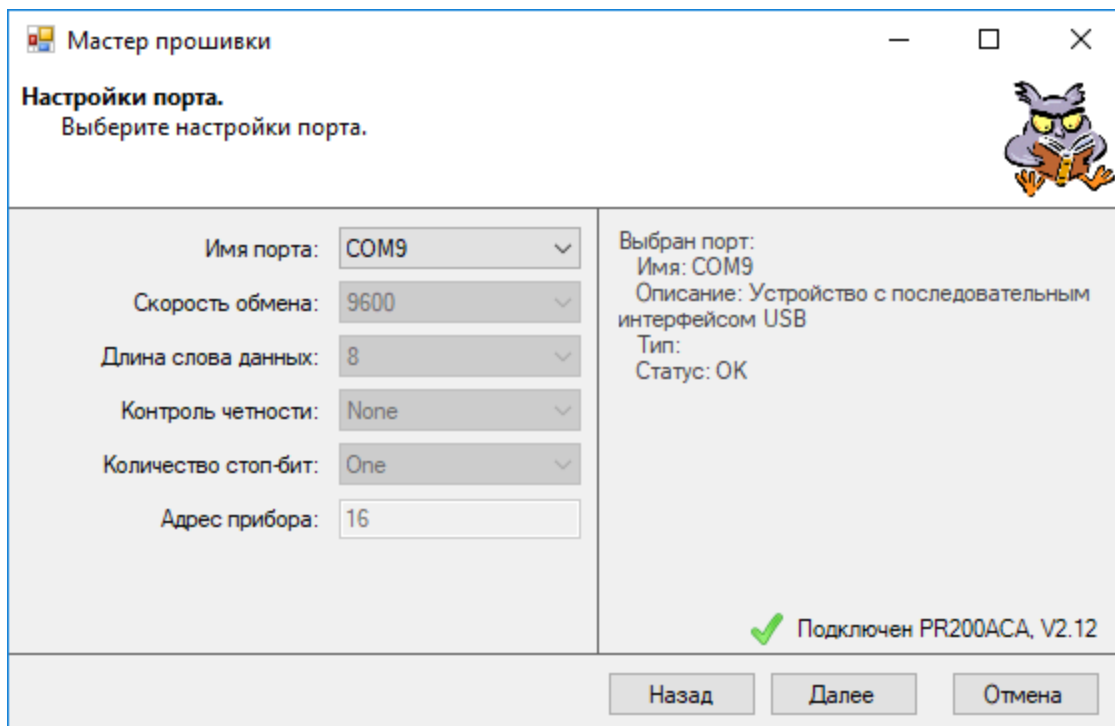 Мастер прошивки
Настройки порта.
Выберите настройки порта.
Имя порта: COM9
Скорость обмена: 9600
Длина слова данных: 8
Контроль четности: None
Количество стоп-бит: One
Адрес прибора: 16
Выбран порт:
Имя: COM9
Описание: Устройство с последовательным
интерфейсом USB
Тип:
Статус: OK
Подключен PR200ACA, V2.12
Назад Далее Отмена